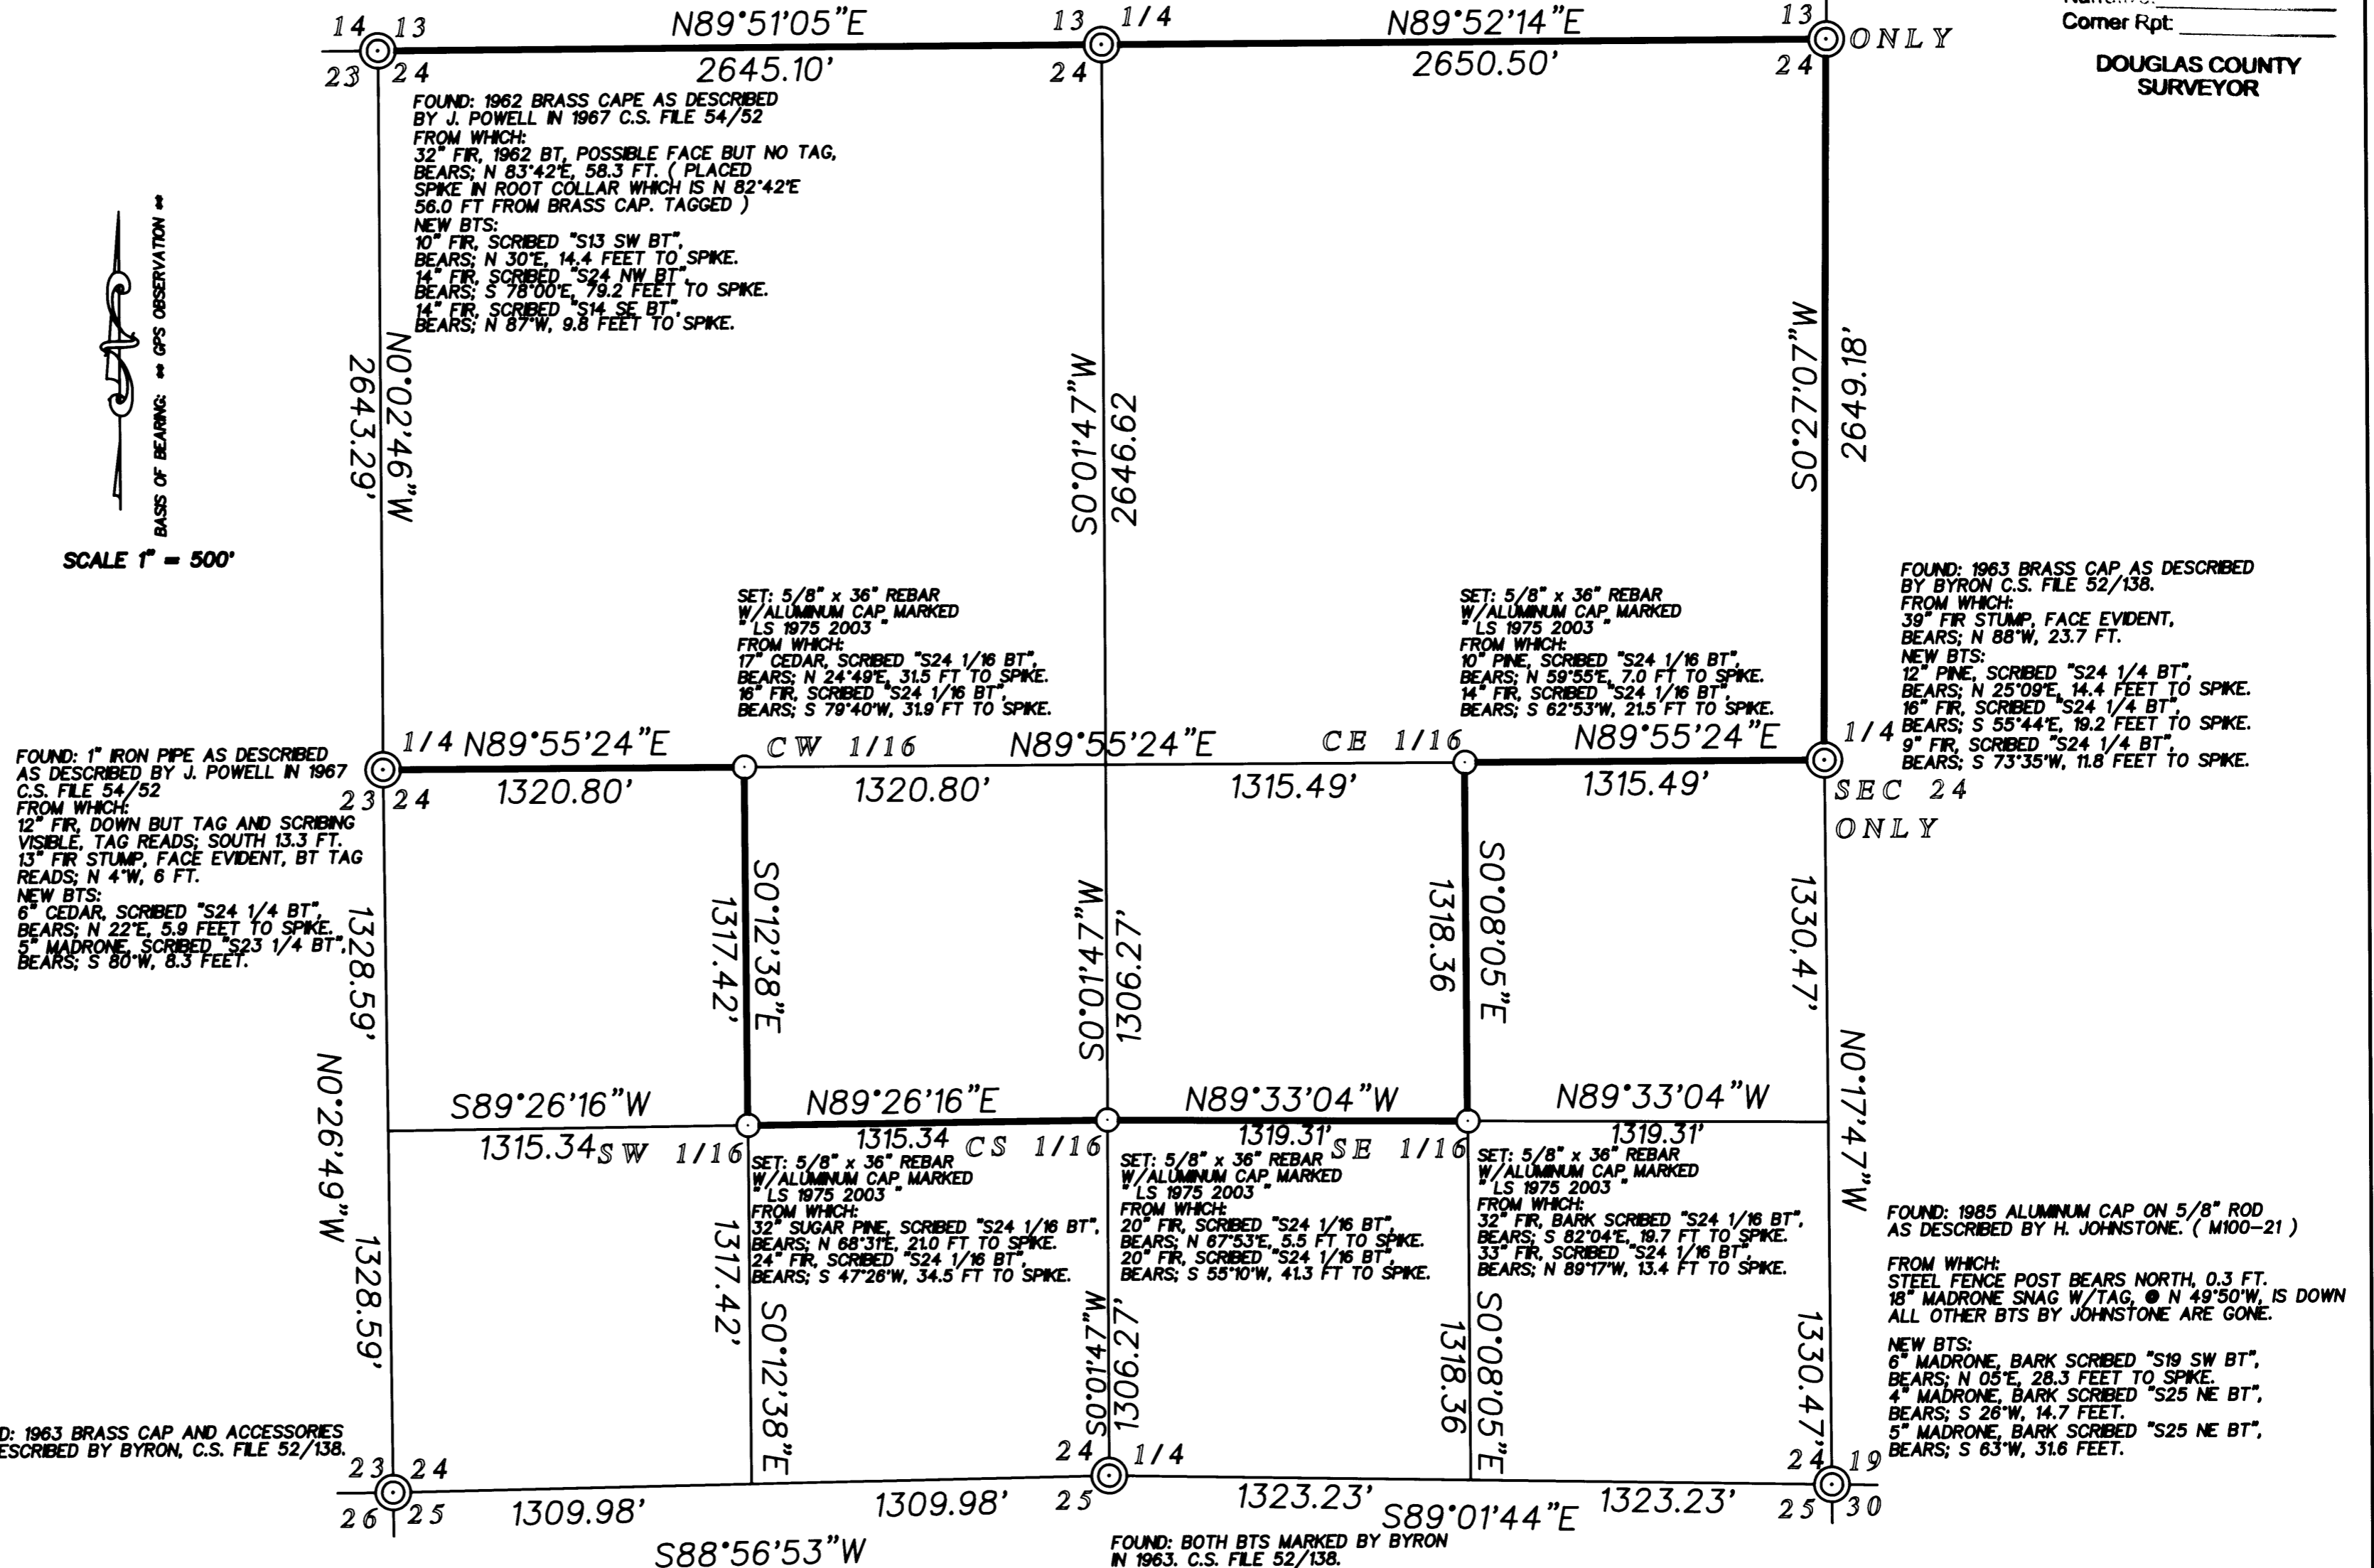 14 13
N89°51'05"E
13 1/4
N89°52'14"E
13
Corner Rpt:
23 24
2645.10'
24
2650.50'
24
ONLY
DOUGLAS COUNTY
SURVEYOR
FOUND: 1962 BRASS CAPE AS DESCRIBED
BY J. POWELL IN 1967 C.S. FILE 54/52
FROM WHICH:
32" FIR, 1962 BT, POSSIBLE FACE BUT NO TAG,
BEARS; N 83°42'E, 58.3 FT. ( PLACED
SPIKE IN ROOT COLLAR WHICH IS N 82°42'E
56.0 FT FROM BRASS CAP. TAGGED )
NEW BTS:
10" FIR, SCRIBED "S13 SW BT",
BEARS; N 30°E, 14.4 FEET TO SPIKE.
14" FIR, SCRIBED "S24 NW BT",
BEARS; S 78°00'E, 79.2 FEET TO SPIKE.
14" FIR, SCRIBED "S14 SE BT",
BEARS; N 87°W, 9.8 FEET TO SPIKE.
BASIS OF BEARING: ** GPS OBSERVATION **
SCALE 1" = 500'
N0°02'46"W
2643.29'
S0°01'47"W
2646.62
S0°27'07"W
2649.18'
SET: 5/8" x 36" REBAR
W/ALUMINUM CAP MARKED
" LS 1975 2003 "
FROM WHICH:
17" CEDAR, SCRIBED "S24 1/16 BT",
BEARS; N 24°49'E, 31.5 FT TO SPIKE.
16" FIR, SCRIBED "S24 1/16 BT",
BEARS; S 79°40'W, 31.9 FT TO SPIKE.
SET: 5/8" x 36" REBAR
W/ALUMINUM CAP MARKED
" LS 1975 2003 "
FROM WHICH:
10" PINE, SCRIBED "S24 1/16 BT",
BEARS; N 59°55'E, 7.0 FT TO SPIKE.
14" FIR, SCRIBED "S24 1/16 BT",
BEARS; S 62°53'W, 21.5 FT TO SPIKE.
FOUND: 1963 BRASS CAP AS DESCRIBED
BY BYRON C.S. FILE 52/138.
FROM WHICH:
39" FIR STUMP, FACE EVIDENT,
BEARS; N 88°W, 23.7 FT.
NEW BTS:
12" PINE, SCRIBED "S24 1/4 BT",
BEARS; N 25°09'E, 14.4 FEET TO SPIKE.
16" FIR, SCRIBED "S24 1/4 BT",
BEARS; S 55°44'E, 19.2 FEET TO SPIKE.
9" FIR, SCRIBED "S24 1/4 BT",
BEARS; S 73°35'W, 11.8 FEET TO SPIKE.
FOUND: 1" IRON PIPE AS DESCRIBED
AS DESCRIBED BY J. POWELL IN 1967
C.S. FILE 54/52
FROM WHICH:
12" FIR, DOWN BUT TAG AND SCRIBING
VISIBLE, TAG READS; SOUTH 13.3 FT.
13" FIR STUMP, FACE EVIDENT, BT TAG
READS; N 4°W, 6 FT.
NEW BTS:
6" CEDAR, SCRIBED "S24 1/4 BT",
BEARS; N 22°E, 5.9 FEET TO SPIKE.
5" MADRONE, SCRIBED "S23 1/4 BT",
BEARS; S 80°W, 8.3 FEET.
1/4
N89°55'24"E
CW 1/16
N89°55'24"E
CE 1/16
N89°55'24"E
1/4
23 24
1320.80'
1320.80'
1315.49'
1315.49'
SEC 24
ONLY
1328.59'
S0°12'38"E
1317.42'
S0°01'47"W
1306.27'
1318.36
S0°08'05"E
1330.47'
N0°26'49"W
N0°17'47"W
S89°26'16"W
N89°26'16"E
N89°33'04"W
N89°33'04"W
1315.34
SW 1/16
1315.34
CS 1/16
1319.31'
SE 1/16
1319.31'
SET: 5/8" x 36" REBAR
W/ALUMINUM CAP MARKED
" LS 1975 2003 "
FROM WHICH:
32" SUGAR PINE, SCRIBED "S24 1/16 BT",
BEARS; N 68°31'E, 21.0 FT TO SPIKE.
24" FIR, SCRIBED "S24 1/16 BT",
BEARS; S 47°26'W, 34.5 FT TO SPIKE.
SET: 5/8" x 36" REBAR
W/ALUMINUM CAP MARKED
" LS 1975 2003 "
FROM WHICH:
20" FIR, SCRIBED "S24 1/16 BT",
BEARS; N 67°53'E, 5.5 FT TO SPIKE.
20" FIR, SCRIBED "S24 1/16 BT",
BEARS; S 55°10'W, 41.3 FT TO SPIKE.
SET: 5/8" x 36" REBAR
W/ALUMINUM CAP MARKED
" LS 1975 2003 "
FROM WHICH:
32" FIR, BARK SCRIBED "S24 1/16 BT",
BEARS; S 82°04'E, 19.7 FT TO SPIKE.
33" FIR, SCRIBED "S24 1/16 BT",
BEARS; N 89°17'W, 13.4 FT TO SPIKE.
FOUND: 1985 ALUMINUM CAP ON 5/8" ROD
AS DESCRIBED BY H. JOHNSTONE. ( M100-21 )
FROM WHICH:
STEEL FENCE POST BEARS NORTH, 0.3 FT.
18" MADRONE SNAG W/TAG, @ N 49°50'W, IS DOWN
ALL OTHER BTS BY JOHNSTONE ARE GONE.
NEW BTS:
6" MADRONE, BARK SCRIBED "S19 SW BT",
BEARS; N 05°E, 28.3 FEET TO SPIKE.
4" MADRONE, BARK SCRIBED "S25 NE BT",
BEARS; S 26°W, 14.7 FEET.
5" MADRONE, BARK SCRIBED "S25 NE BT",
BEARS; S 63°W, 31.6 FEET.
1328.59'
1317.42'
S0°12'38"E
S0°01'47"W
1306.27'
1318.36
S0°08'05"E
1330.47'
D: 1963 BRASS CAP AND ACCESSORIES
ESCRIBED BY BYRON, C.S. FILE 52/138.
23 24
24 1/4
24 19
26 25
1309.98'
1309.98'
25
1323.23'
1323.23'
25 30
S88°56'53"W
S89°01'44"E
FOUND: BOTH BTS MARKED BY BYRON
IN 1963. C.S. FILE 52/138.